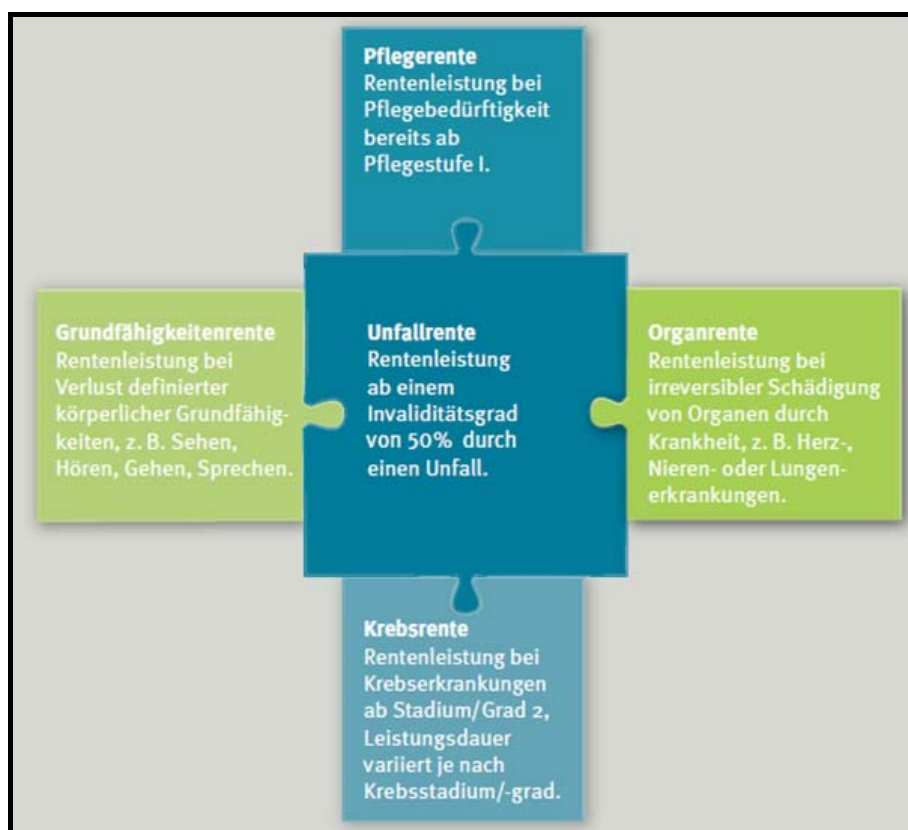 Pflegerente
Rentenleistung bei
Pflegebedürftigkeit
bereits ab
Pflegestufe I.
Grundfähigkeitenrente
Rentenleistung bei
Verlust definierter
körperlicher Grundfähig-
keiten, z. B. Sehen,
Hören, Gehen, Sprechen.
Unfallrente
Rentenleistung
ab einem
Invaliditätsgrad
von 50% durch
einen Unfall.
Organrente
Rentenleistung bei
irreversibler Schädigung
von Organen durch
Krankheit, z. B. Herz-,
Nieren- oder Lungen-
erkrankungen.
Krebsrente
Rentenleistung bei
Krebserkrankungen
ab Stadium/Grad 2,
Leistungsdauer
variiert je nach
Krebsstadium/-grad.